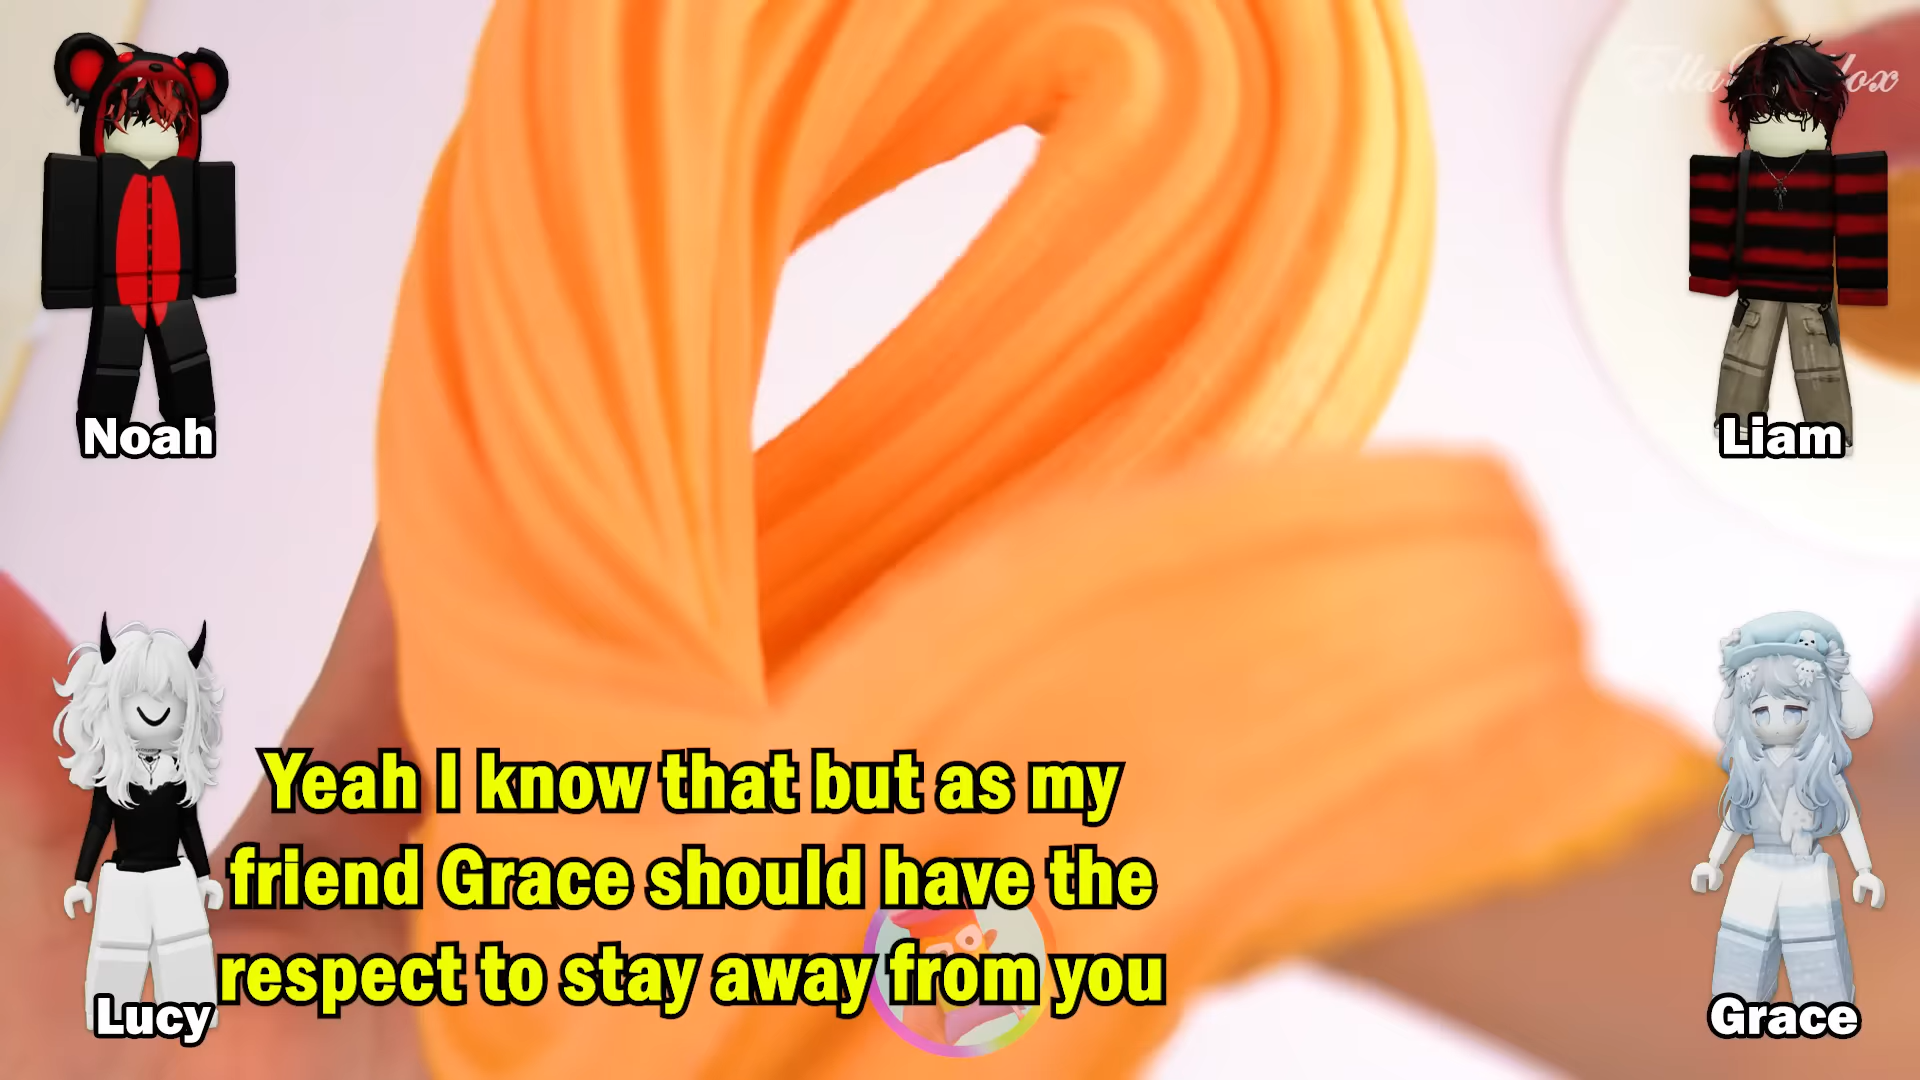 Noah
Liam
Yeah I know that but as my
friend Grace should have the
respect to stay away from you
Lucy
Grace